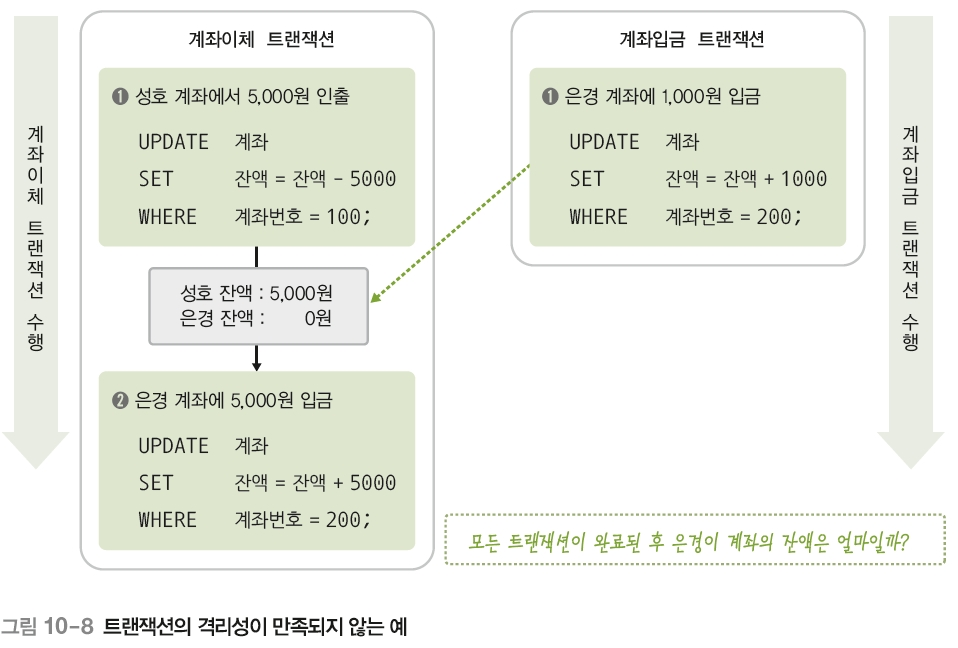 계좌이체 트랜잭션 수행
계좌이체 트랜잭션
❶ 성호 계좌에서 5,000원 인출
UPDATE 계좌
SET 잔액 = 잔액 - 5000
WHERE 계좌번호 = 100;
성호 잔액 : 5,000원
은경 잔액 : 0원
❷ 은경 계좌에 5,000원 입금
UPDATE 계좌
SET 잔액 = 잔액 + 5000
WHERE 계좌번호 = 200;
계좌입금 트랜잭션
❶ 은경 계좌에 1,000원 입금
UPDATE 계좌
SET 잔액 = 잔액 + 1000
WHERE 계좌번호 = 200;
계좌입금 트랜잭션 수행
모든 트랜잭션이 완료된 후 은경이 계좌의 잔액은 얼마일까?
그림 10-8 트랜잭션의 격리성이 만족되지 않는 예